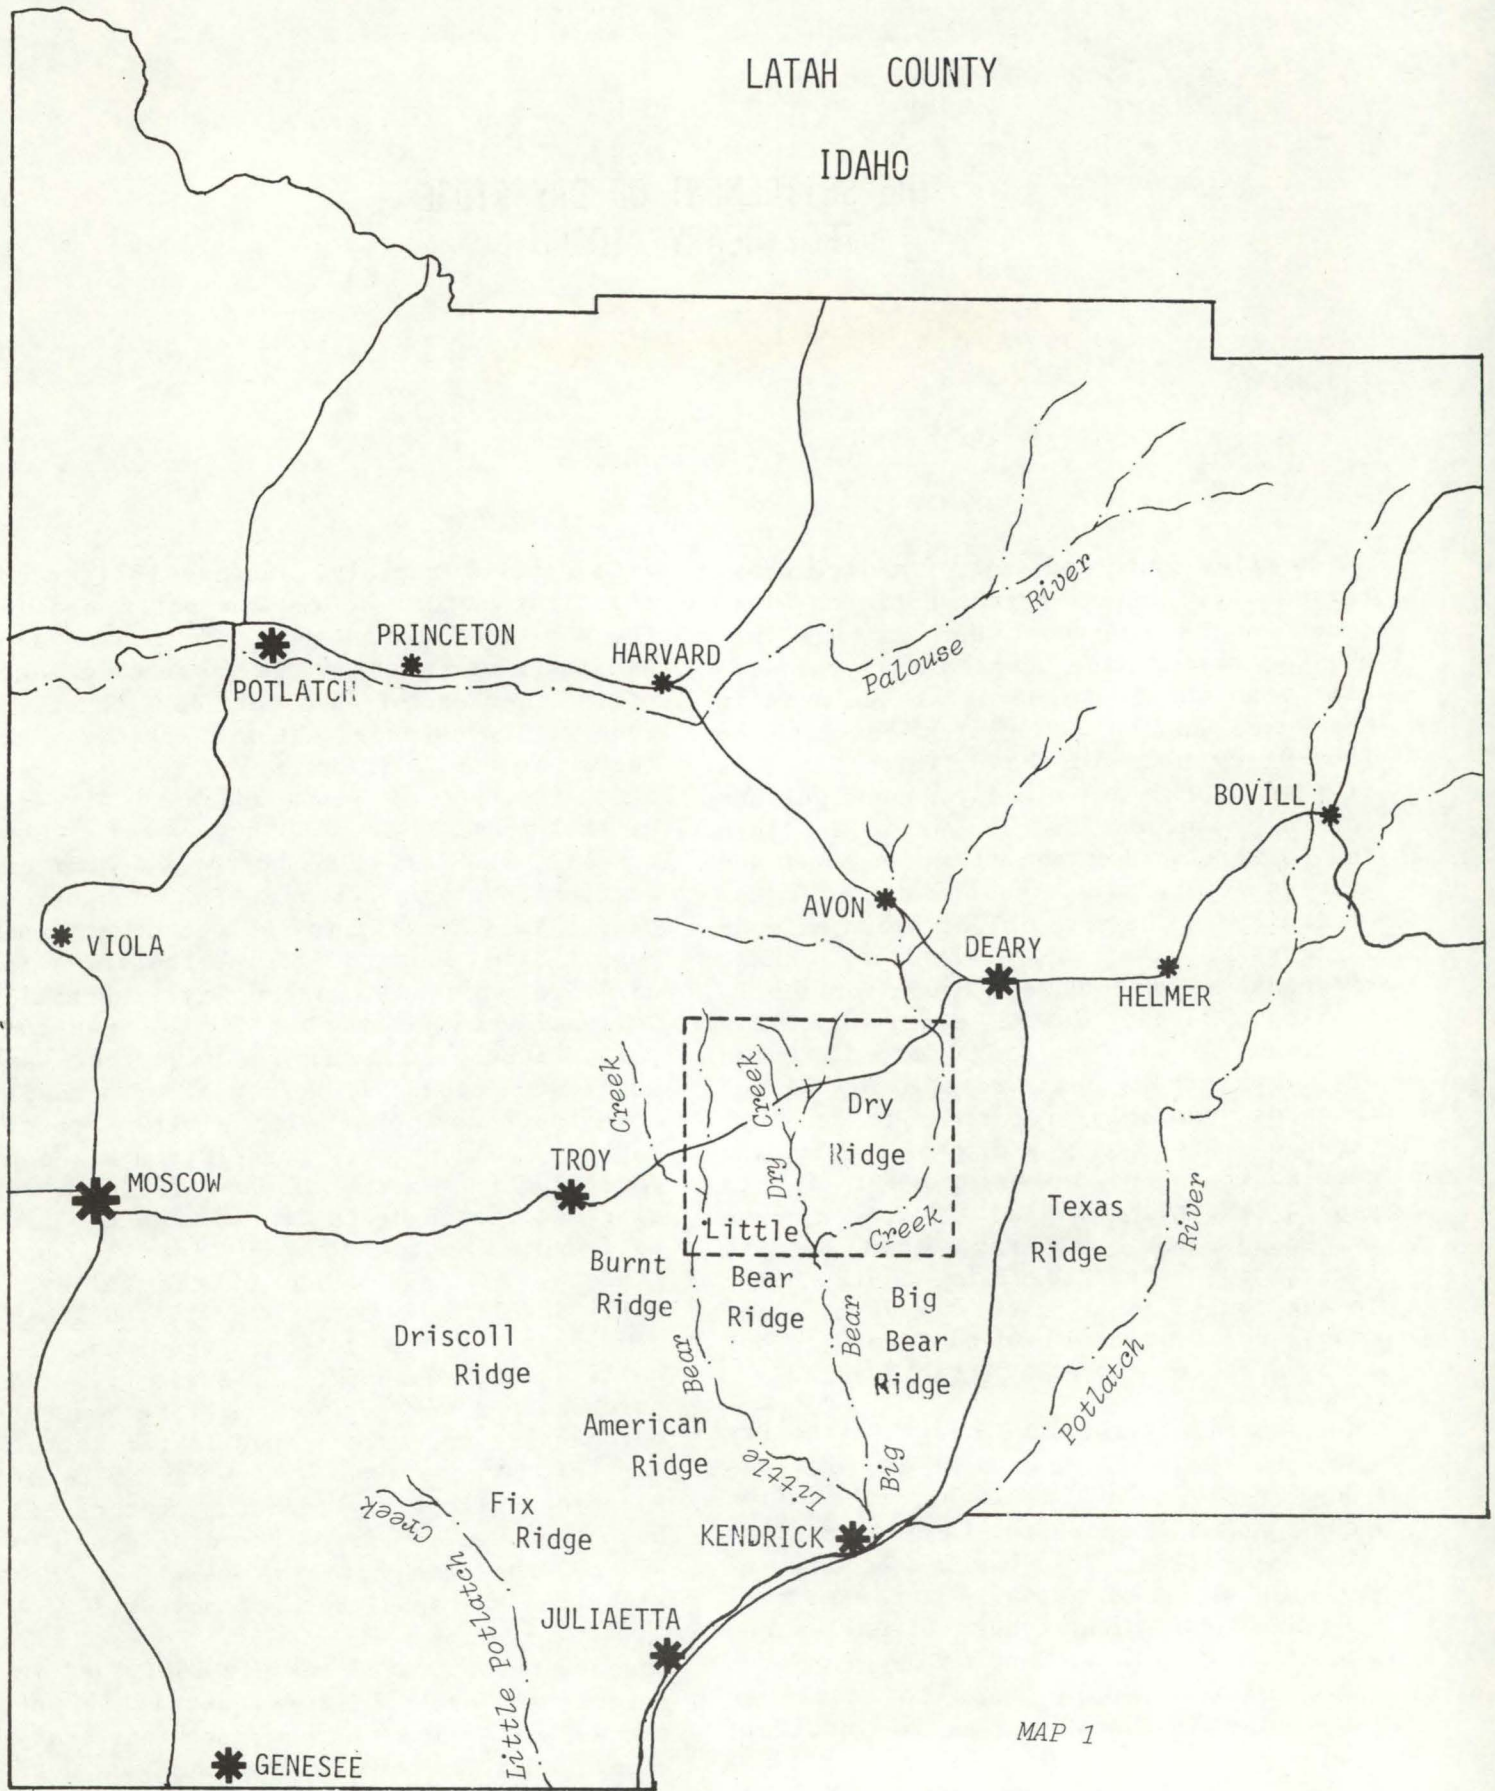 LATAH COUNTY
IDAHO
PRINCETON
HARVARD
POTLATCH
Palouse
River
BOVILL
AVON
VIOLA
DEARY
HELMER
Creek
Creek
Dry
Dry
Ridge
TROY
MOSCOW
Little
Creek
Texas
Ridge
River
Burnt
Ridge
Bear
Ridge
Bear
Big
Bear
Ridge
Driscoll
Ridge
Bear
Potlatch
American
Ridge
Little
Big
Creek
Fix
Ridge
KENDRICK
Little Potlatch
JULIAETTA
MAP 1
GENESEE